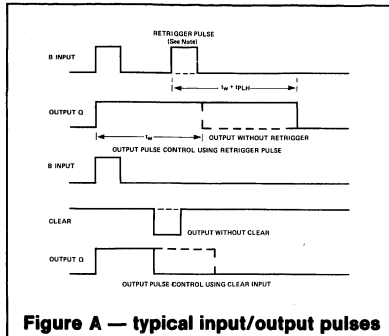 RETRIGGER PULSE
(See Note)
B INPUT
tw + tPLH
OUTPUT Q
tw
OUTPUT WITHOUT RETRIGGER
OUTPUT PULSE CONTROL USING RETRIGGER PULSE
B INPUT
CLEAR
OUTPUT WITHOUT CLEAR
OUTPUT Q
OUTPUT PULSE CONTROL USING CLEAR INPUT
Figure A — typical input/output pulses